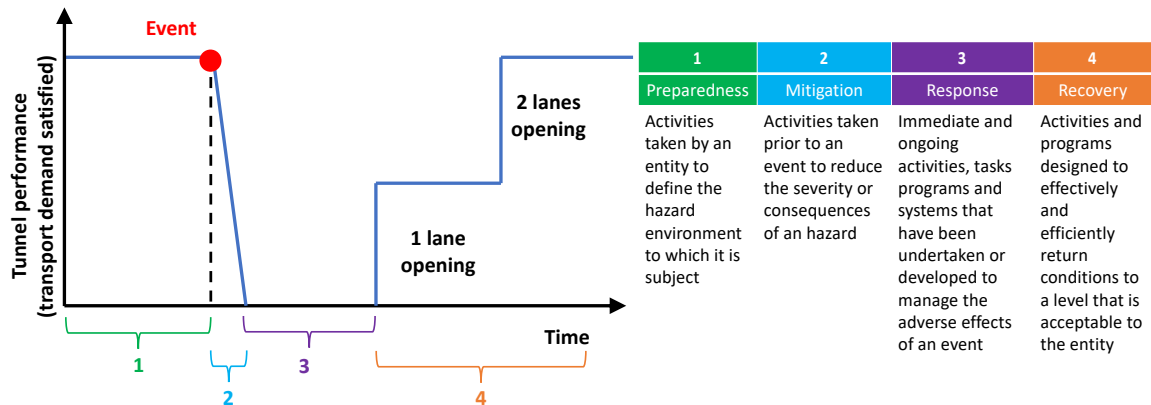 Event
Tunnel performance
(transport demand satisfied)
2 lanes
opening
1 lane
opening
Time
1
2
3
4
1
2
3
4
Preparedness
Mitigation
Response
Recovery
Activities
taken by an
entity to
define the
hazard
environment
to which it is
subject
Activities taken
prior to an
event to reduce
the severity or
consequences
of an hazard
Immediate and
ongoing
activities, tasks
programs and
systems that
have been
undertaken or
developed to
manage the
adverse effects
of an event
Activities and
programs
designed to
effectively
and
efficiently
return
conditions to
a level that is
acceptable to
the entity